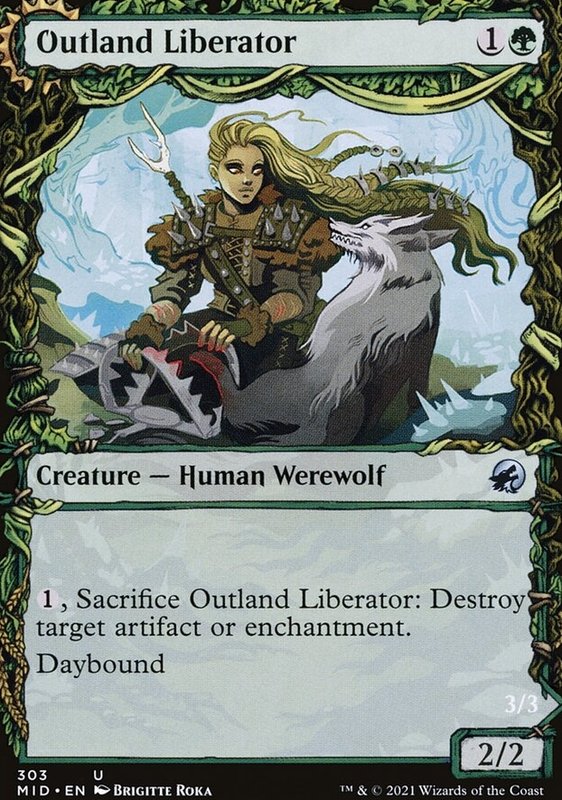 Outland Liberator 1
Creature — Human Werewolf
1, Sacrifice Outland Liberator: Destroy
target artifact or enchantment.
Daybound
3/3
2/2
303 U
MID • EN BRIGITTE ROKA ™ & © 2021 Wizards of the Coast